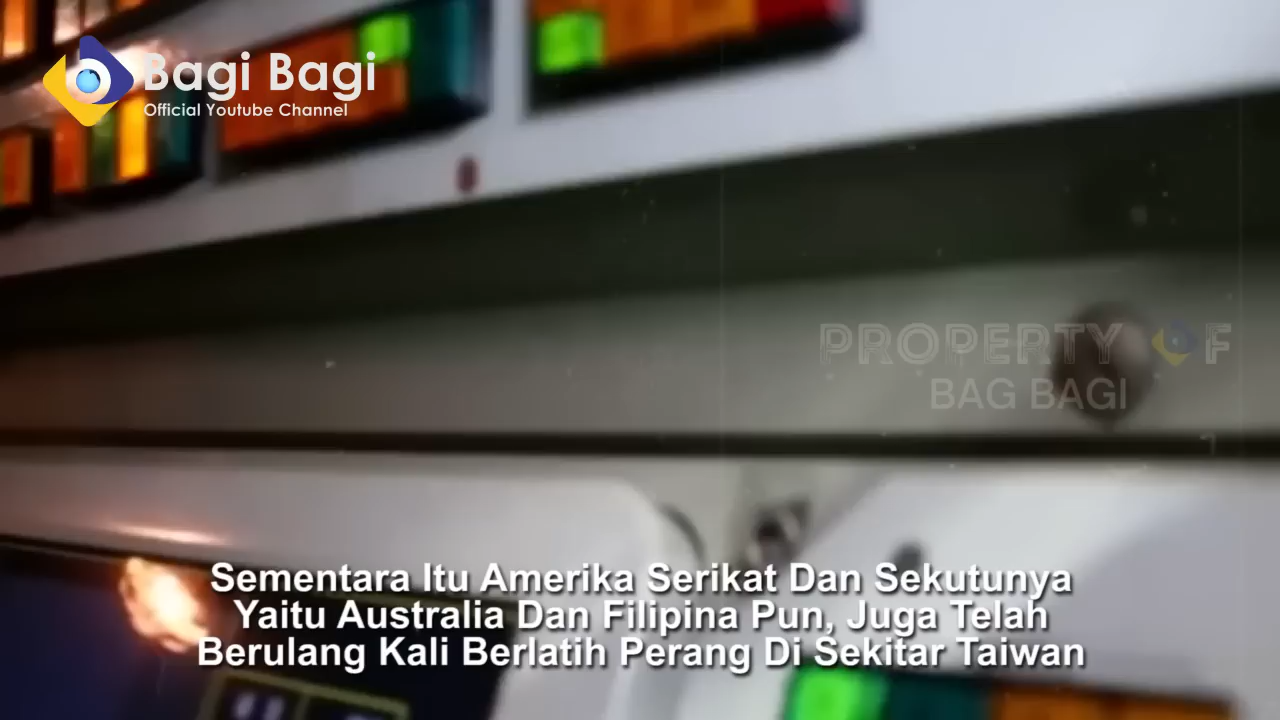 Bagi Bagi
Official Youtube Channel
PROPERTY OF
BAG BAGI
Sementara Itu Amerika Serikat Dan Sekutunya
Yaitu Australia Dan Filipina Pun, Juga Telah
Berulang Kali Berlatih Perang Di Sekitar Taiwan